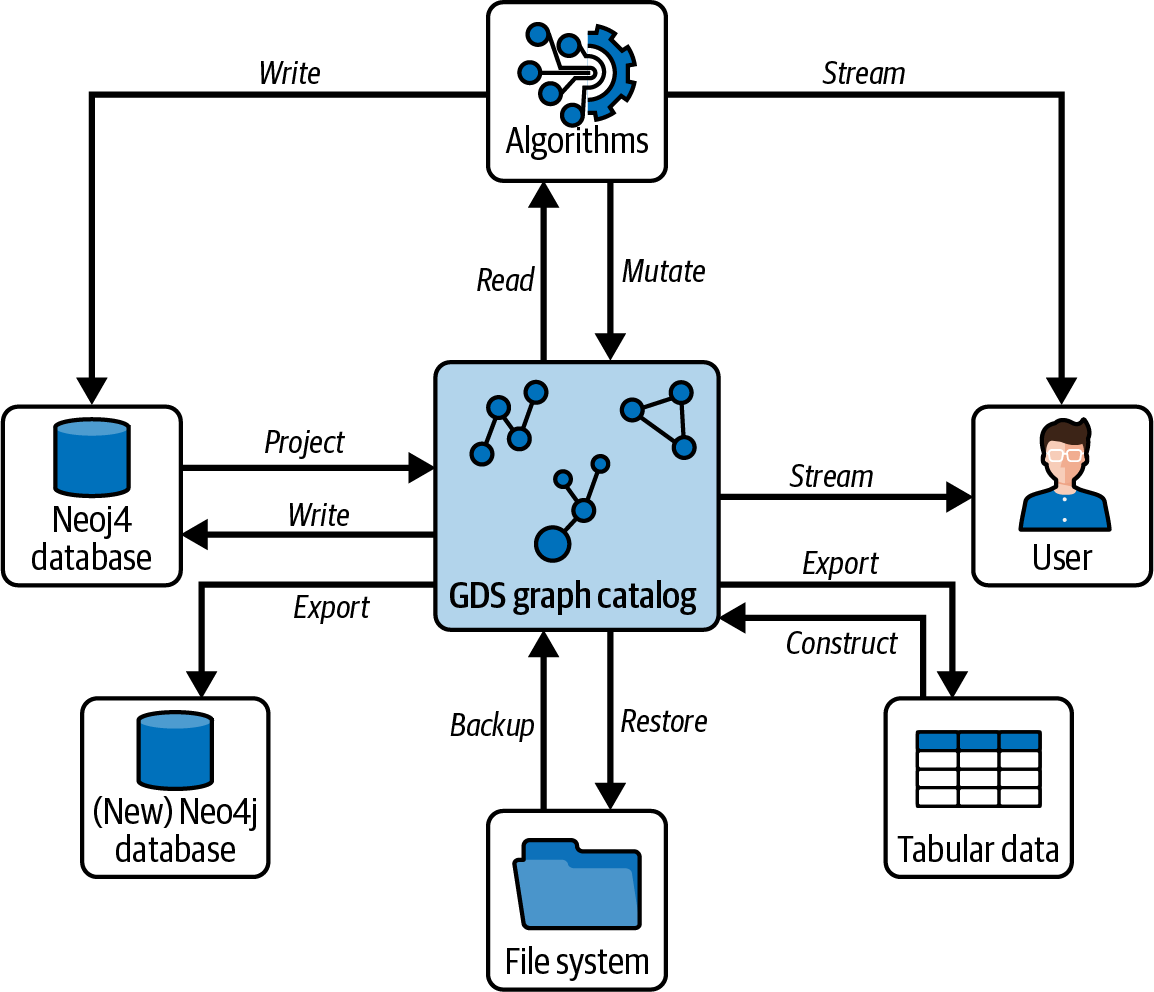 Write
Stream
Algorithms
Read
Mutate
Project
Write
Stream
Neoj4
database
User
GDS graph catalog
Export
Export
Construct
Backup
Restore
(New) Neo4j
database
Tabular data
File system